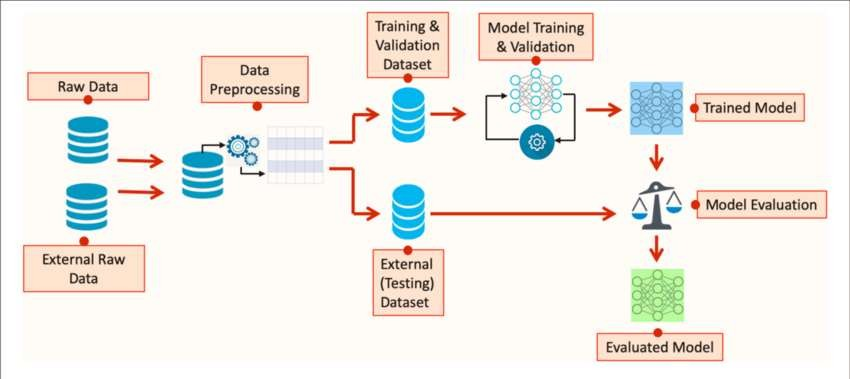 Raw Data
External Raw
Data
Data
Preprocessing
Training &
Validation
Dataset
External
(Testing)
Dataset
Model Training
& Validation
Trained Model
Model Evaluation
Evaluated Model